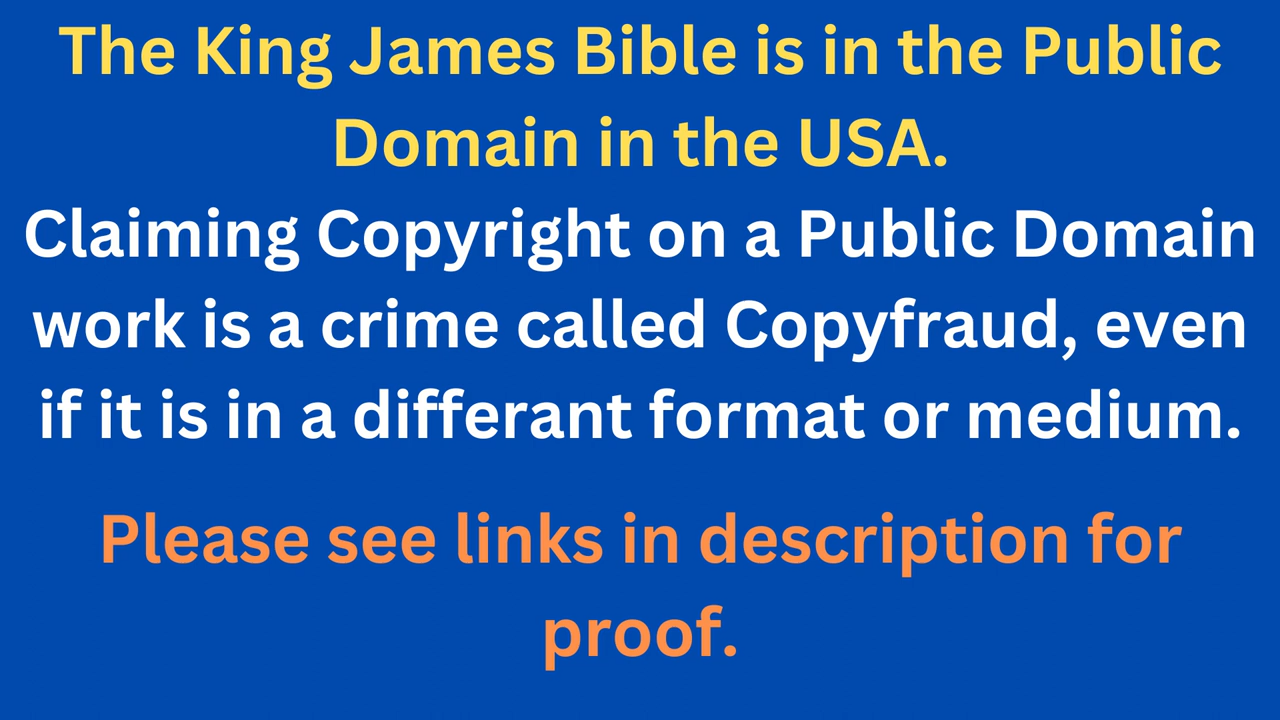 The King James Bible is in the Public
Domain in the USA.
Claiming Copyright on a Public Domain
work is a crime called Copyfraud, even
if it is in a differant format or medium.
Please see links in description for
proof.